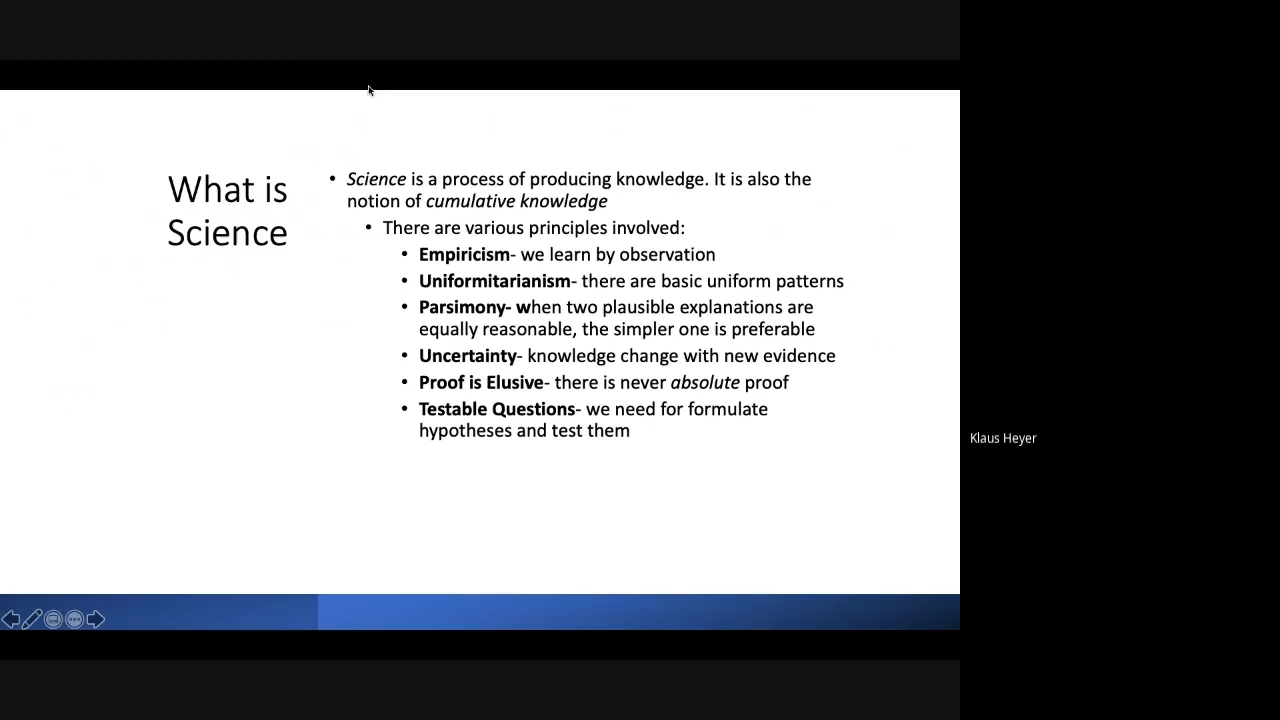 What is
Science
• Science is a process of producing knowledge. It is also the
notion of cumulative knowledge
• There are various principles involved:
• Empiricism- we learn by observation
• Uniformitarianism- there are basic uniform patterns
• Parsimony- when two plausible explanations are
equally reasonable, the simpler one is preferable
• Uncertainty- knowledge change with new evidence
• Proof is Elusive- there is never absolute proof
• Testable Questions- we need for formulate
hypotheses and test them
Klaus Heyer